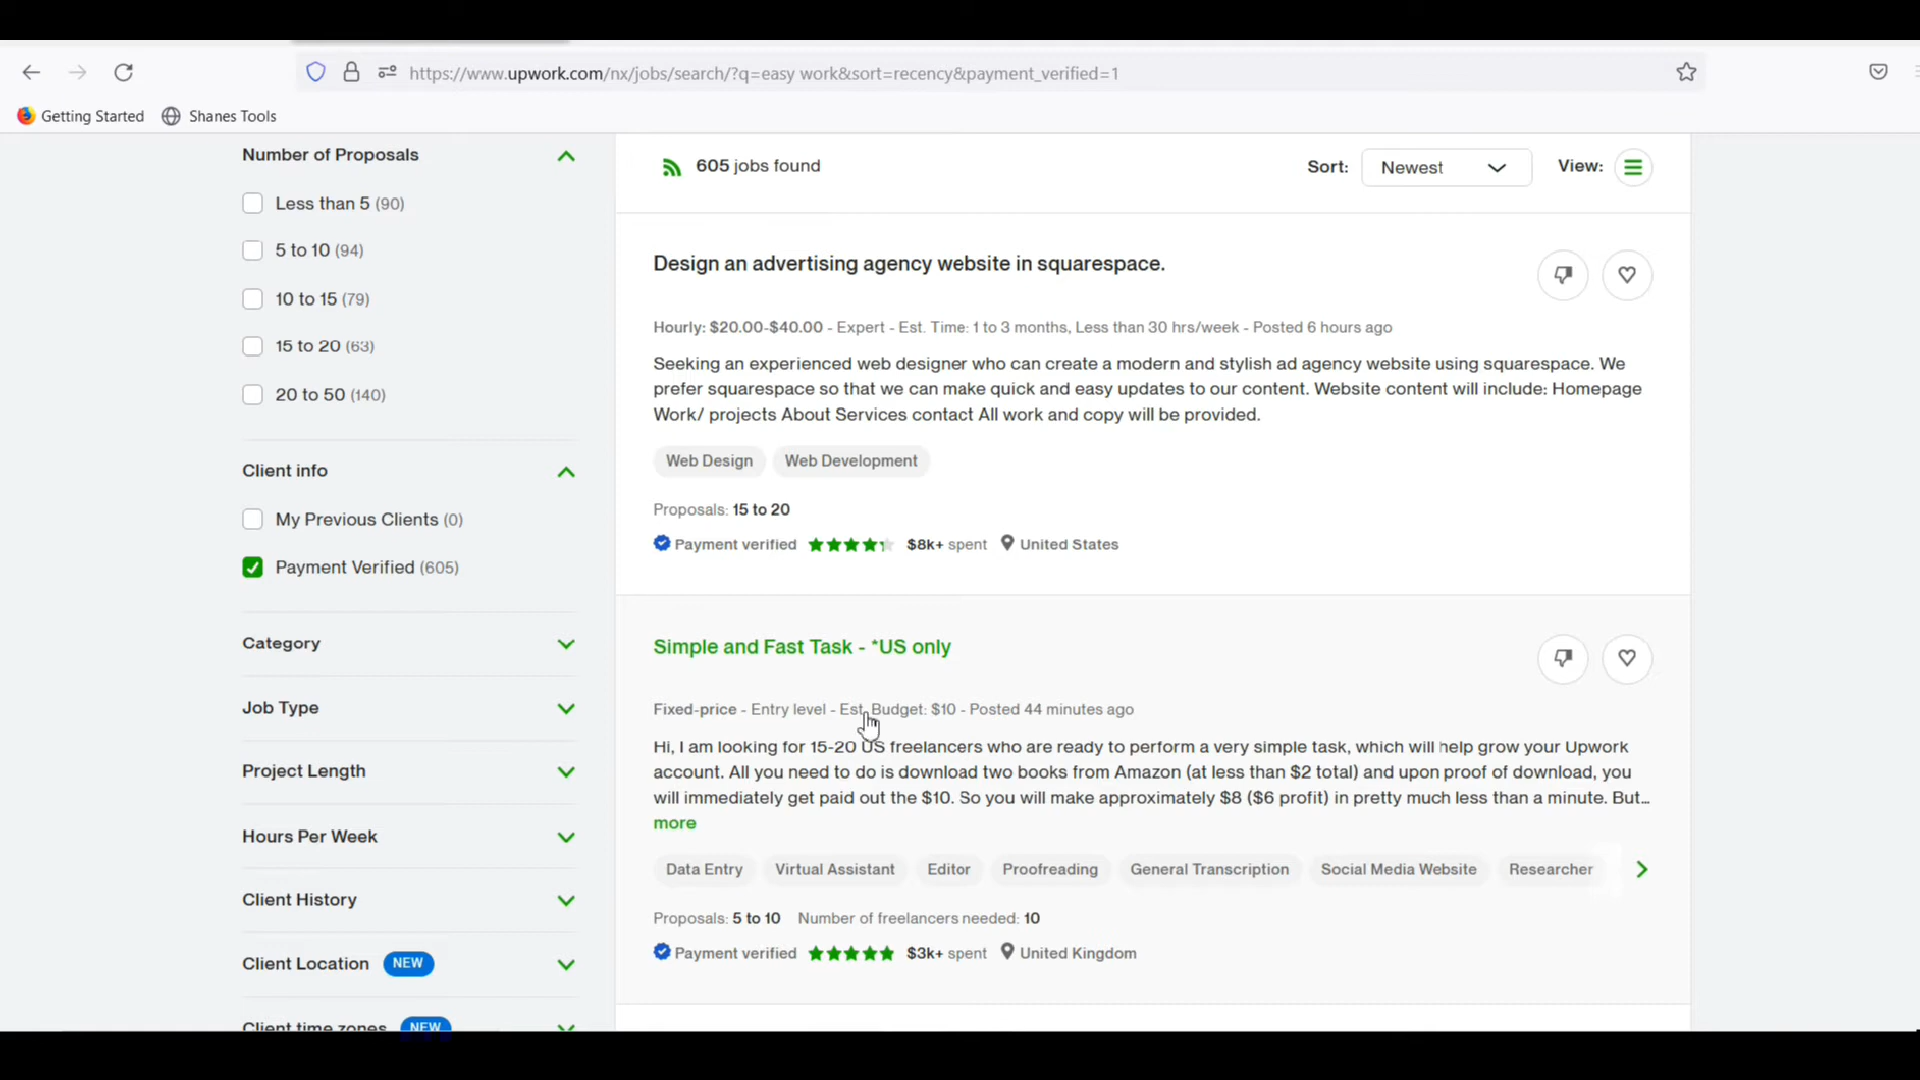 https://www.upwork.com/nx/jobs/search/?q=easy work&sort=recency&payment_verified=1
Getting Started
Shanes Tools
Number of Proposals
Less than 5 (90)
5 to 10 (94)
10 to 15 (79)
15 to 20 (63)
20 to 50 (140)
Client info
My Previous Clients (0)
Payment Verified (605)
Category
Job Type
Project Length
Hours Per Week
Client History
Client Location NEW
Client time zones NEW
605 jobs found
Sort: Newest View:
Design an advertising agency website in squarespace.
Hourly: $20.00-$40.00 - Expert - Est. Time: 1 to 3 months, Less than 30 hrs/week - Posted 6 hours ago
Seeking an experienced web designer who can create a modern and stylish ad agency website using squarespace. We
prefer squarespace so that we can make quick and easy updates to our content. Website content will include: Homepage
Work/ projects About Services contact All work and copy will be provided.
Web Design Web Development
Proposals: 15 to 20
Payment verified $8k+ spent United States
Simple and Fast Task - *US only
Fixed-price - Entry level - Est. Budget: $10 - Posted 44 minutes ago
Hi, I am looking for 15-20 US freelancers who are ready to perform a very simple task, which will help grow your Upwork
account. All you need to do is download two books from Amazon (at less than $2 total) and upon proof of download, you
will immediately get paid out the $10. So you will make approximately $8 ($6 profit) in pretty much less than a minute. But...
more
Data Entry Virtual Assistant Editor Proofreading General Transcription Social Media Website Researcher
Proposals: 5 to 10 Number of freelancers needed: 10
Payment verified $3k+ spent United Kingdom